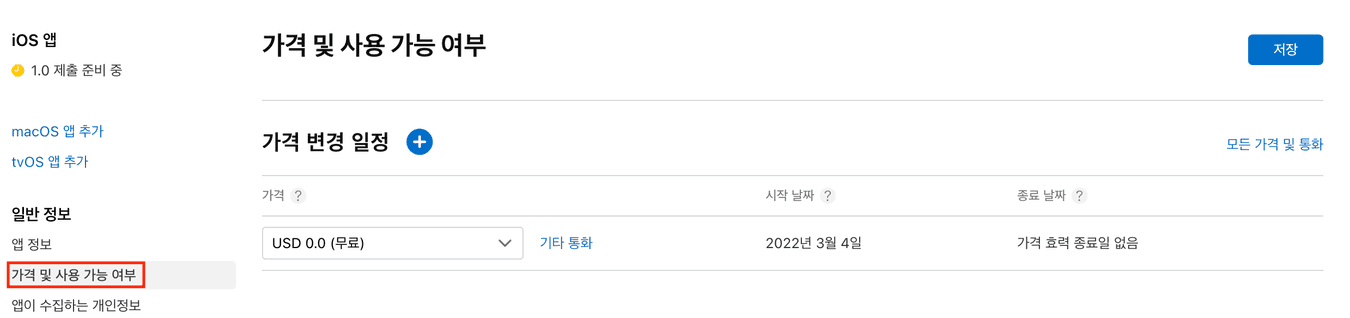 iOS 앱
1.0 제출 준비 중
macOS 앱 추가
tvOS 앱 추가
일반 정보
앱 정보
가격 및 사용 가능 여부
앱이 수집하는 개인정보
가격 및 사용 가능 여부
저장
가격 변경 일정
모든 가격 및 통화
가격 ? 시작 날짜 ? 종료 날짜 ?
USD 0.0 (무료) 기타 통화 2022년 3월 4일 가격 효력 종료일 없음